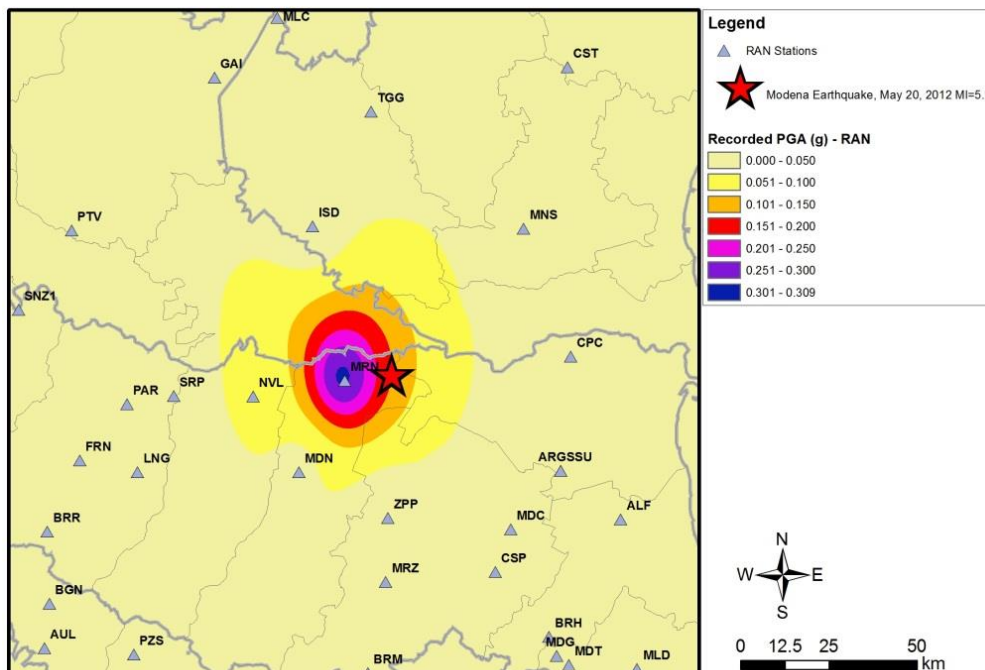 MLC
GAI
CST
TGG
PTV
ISD
MNS
SNZ1
CPC
MRN
NVL
SRP
PAR
FRN
LNG
MDN
ARGSSU
ZPP
MDC
ALF
BRR
MRZ
CSP
BGN
AUL
PZS
BRM
BRH
MDG
MDT
MLD
Legend
RAN Stations
Modena Earthquake, May 20, 2012 Ml=5.
Recorded PGA (g) - RAN
0.000 - 0.050
0.051 - 0.100
0.101 - 0.150
0.151 - 0.200
0.201 - 0.250
0.251 - 0.300
0.301 - 0.309
N
W E
S
0 12.5 25 50
km